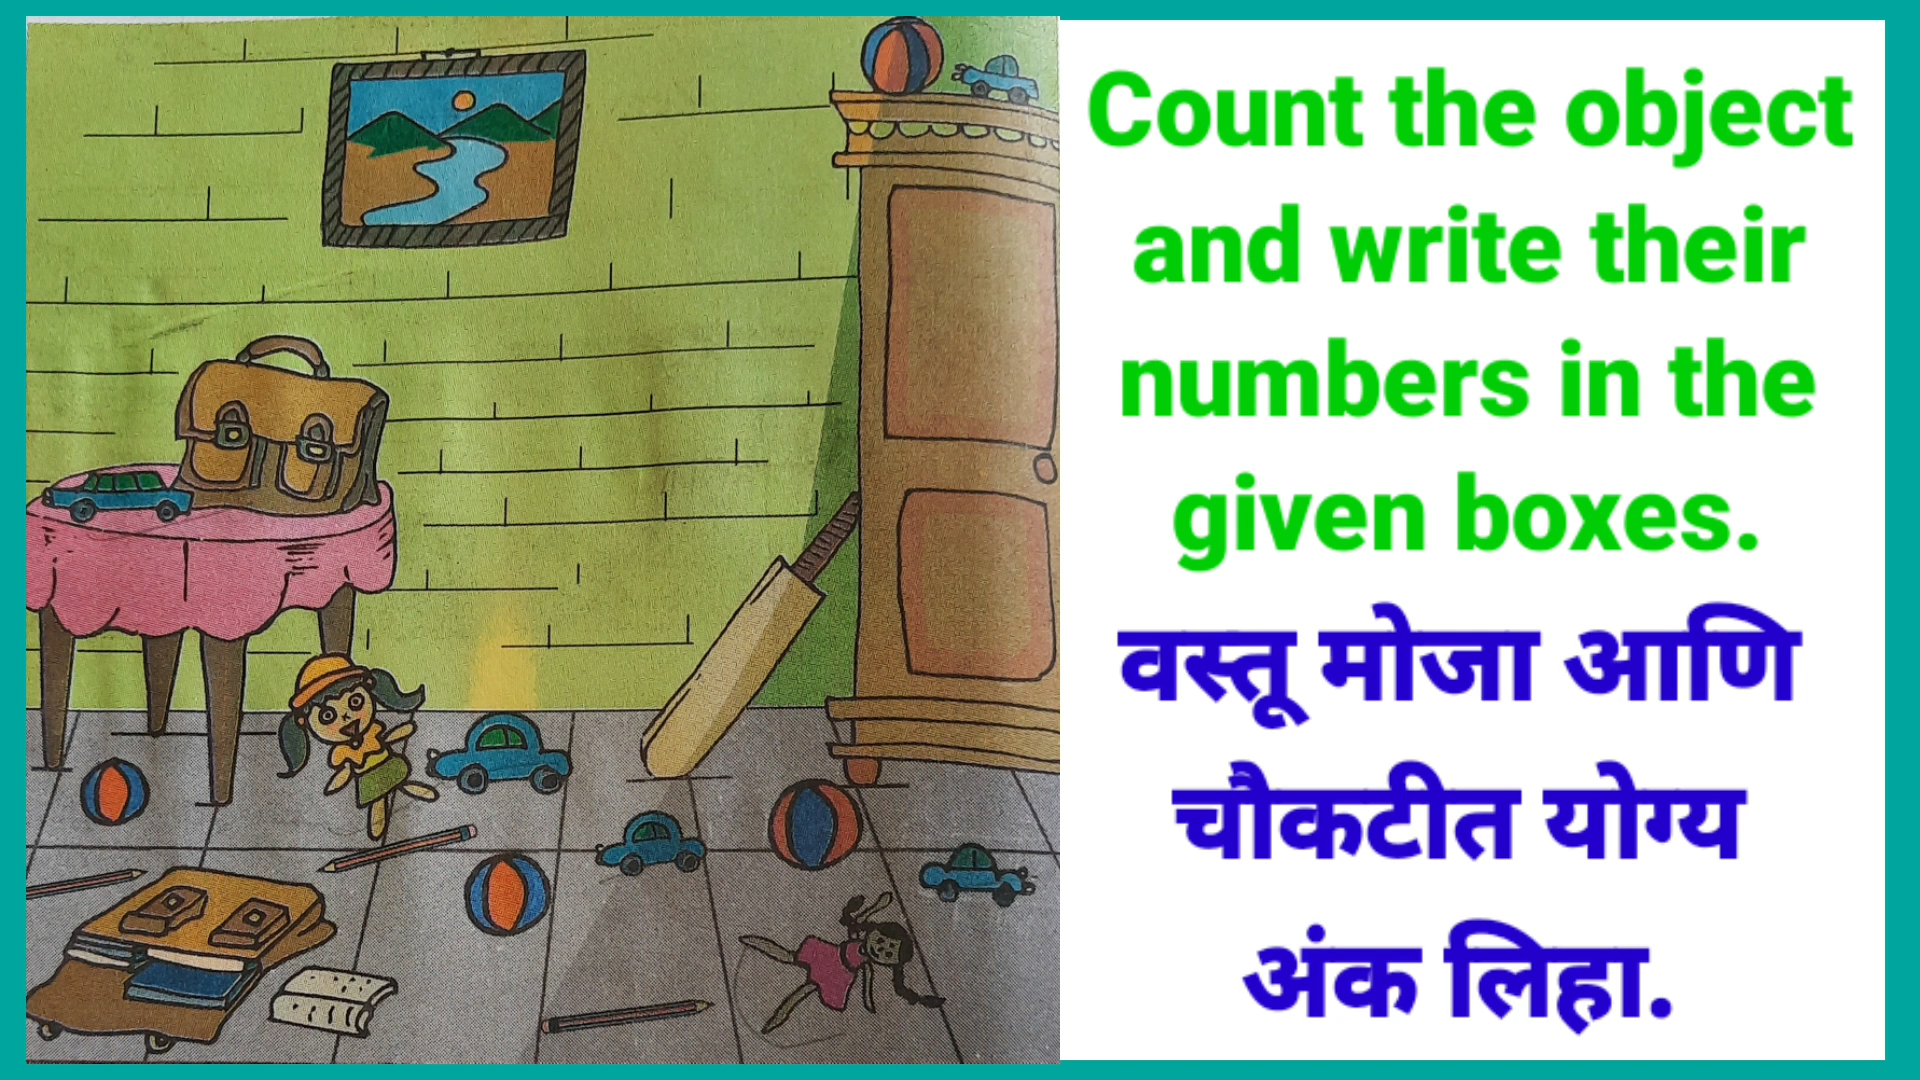 Count the object
and write their
numbers in the
given boxes.
वस्तू मोजा आणि
चौकटीत योग्य
अंक लिहा.